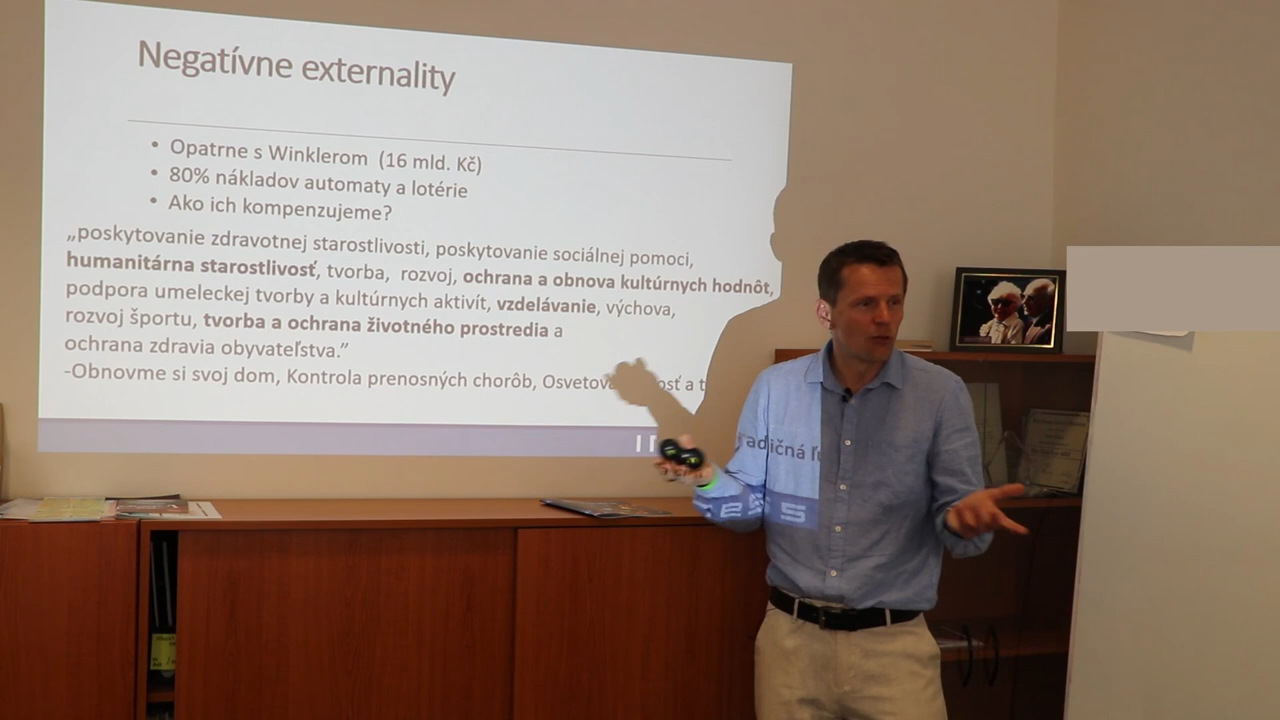 Negatívne externality
• Opatrne s Winklerom (16 mld. Kč)
• 80% nákladov automaty a lotérie
• Ako ich kompenzujeme?
„poskytovanie zdravotnej starostlivosti, poskytovanie sociálnej pomoci,
humanitárna starostlivosť, tvorba, rozvoj, ochrana a obnova kultúrnych hodnôt,
podpora umeleckej tvorby a kultúrnych aktivít, vzdelávanie, výchova,
rozvoj športu, tvorba a ochrana životného prostredia a
ochrana zdravia obyvateľstva.”
-Obnovme si svoj dom, Kontrola prenosných chorôb,